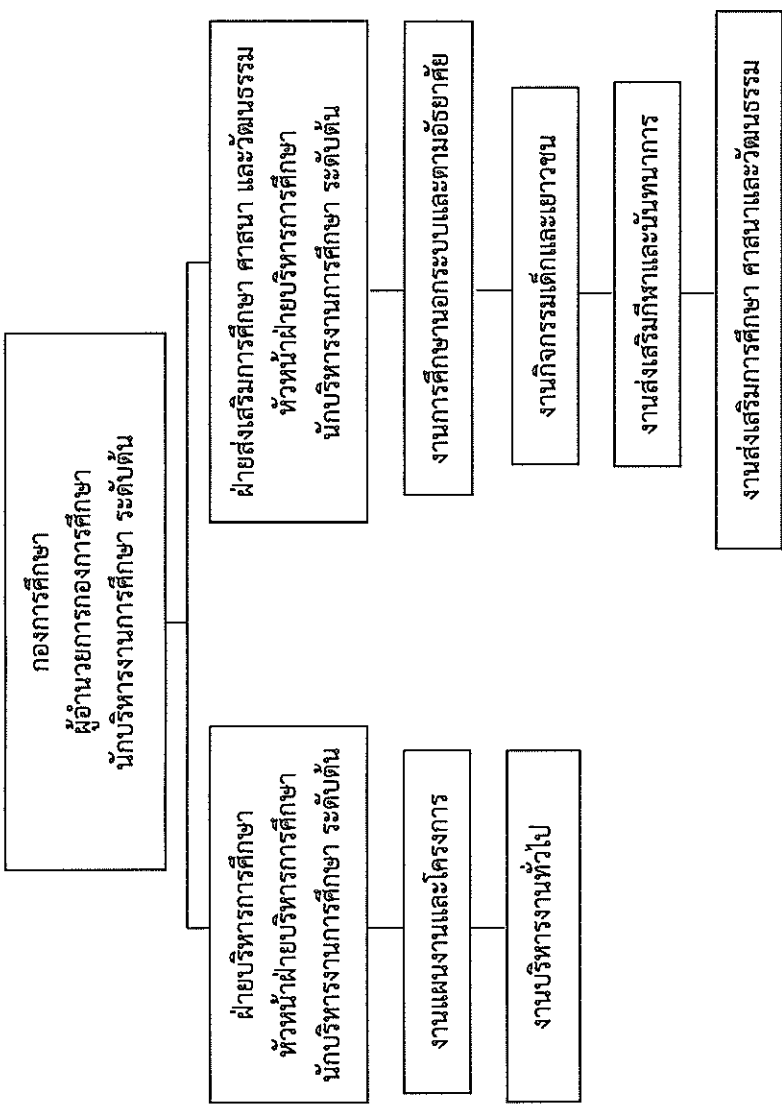 กองการศึกษา
ผู้อำนวยการกองการศึกษา
นักบริหารงานการศึกษา ระดับต้น
ฝ่ายบริหารการศึกษา
หัวหน้าฝ่ายบริหารการศึกษา
นักบริหารงานการศึกษา ระดับต้น
งานแผนงานและโครงการ
งานบริหารงานทั่วไป
ฝ่ายส่งเสริมการศึกษา ศาสนา และวัฒนธรรม
หัวหน้าฝ่ายบริหารการศึกษา
นักบริหารงานการศึกษา ระดับต้น
งานการศึกษานอกระบบและตามอัธยาศัย
งานกิจกรรมเด็กและเยาวชน
งานส่งเสริมกีฬาและนันทนาการ
งานส่งเสริมการศึกษา ศาสนาและวัฒนธรรม